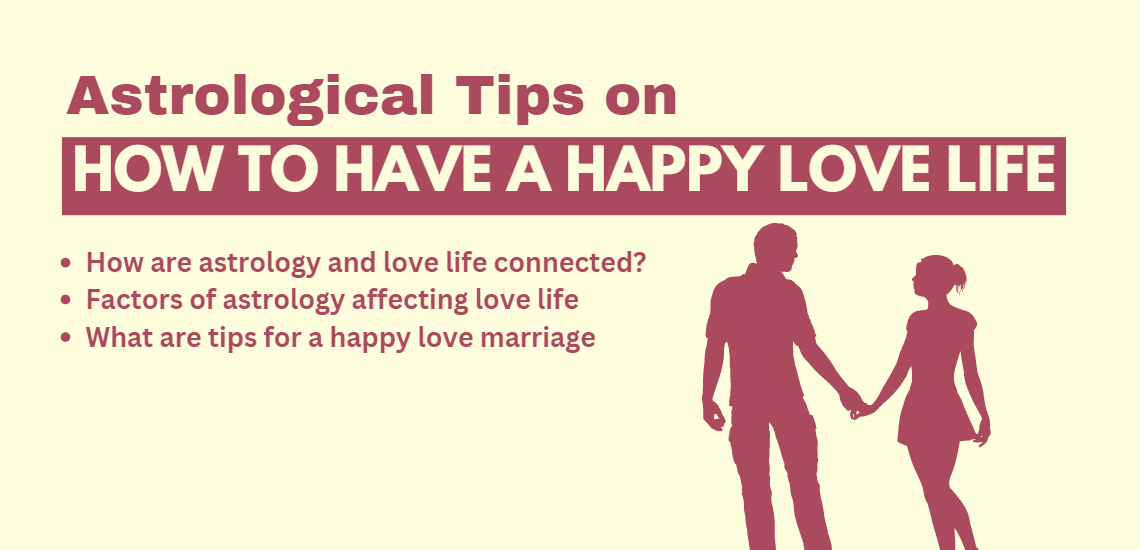 Astrological Tips on
HOW TO HAVE A HAPPY LOVE LIFE
• How are astrology and love life connected?
• Factors of astrology affecting love life
• What are tips for a happy love marriage